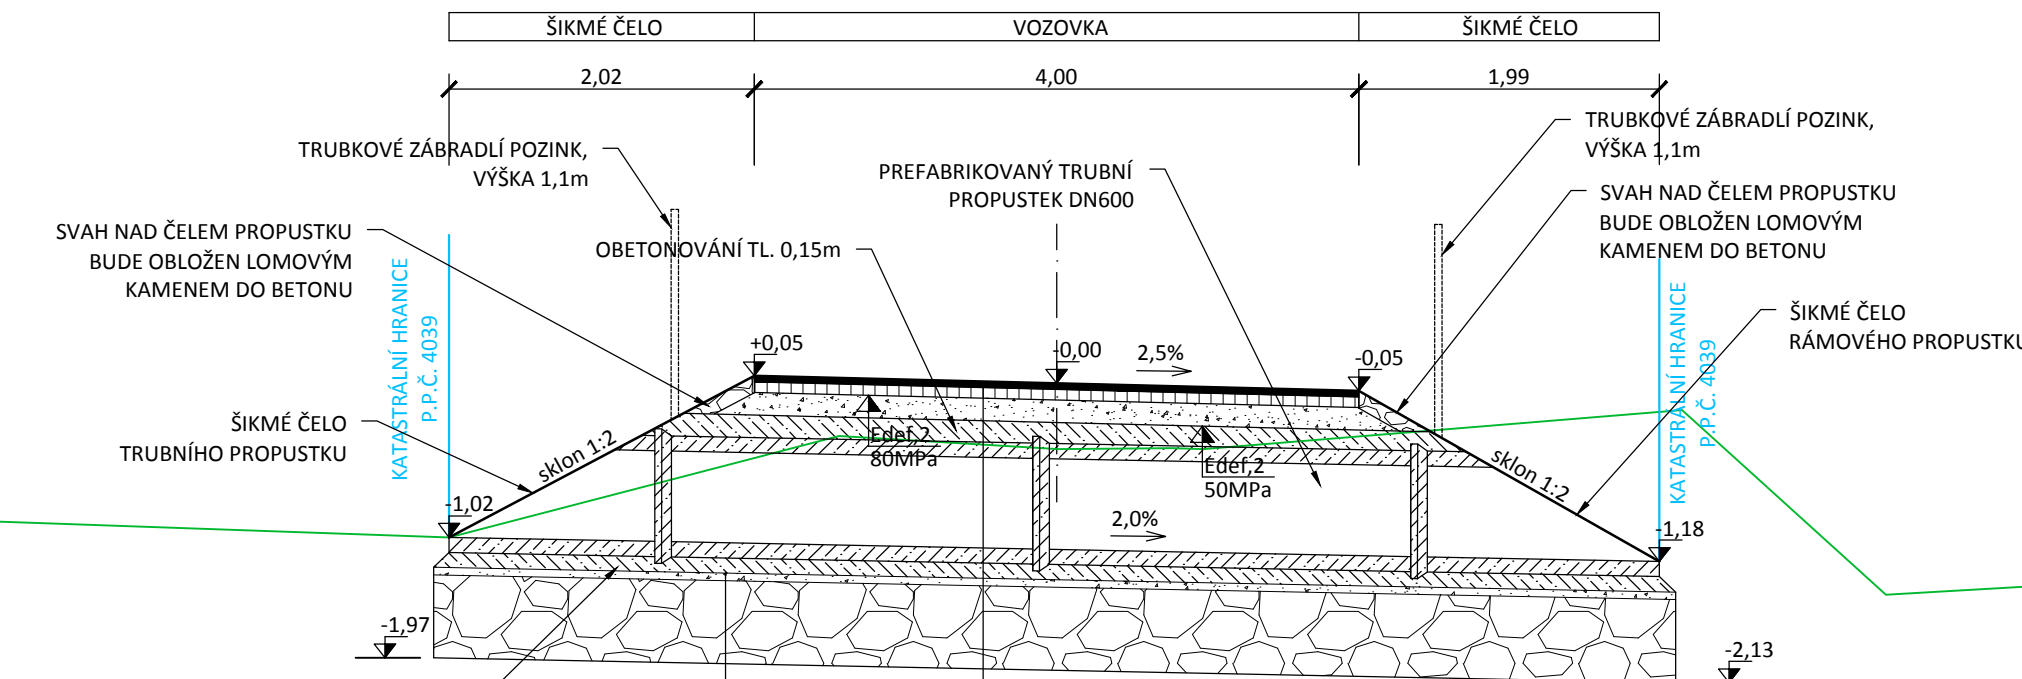 ŠIKMÉ ČELO
VOZOVKA
ŠIKMÉ ČELO
2,02
4,00
1,99
TRUBKOVÉ ZÁBRADLÍ POZINK,
VÝŠKA 1,1m
PREFABRIKOVANÝ TRUBNÍ
PROPUSTEK DN600
TRUBKOVÉ ZÁBRADLÍ POZINK,
VÝŠKA 1,1m
SVAH NAD ČELEM PROPUSTKU
BUDE OBLOŽEN LOMOVÝM
KAMENEM DO BETONU
OBETONOVÁNÍ TL. 0,15m
SVAH NAD ČELEM PROPUSTKU
BUDE OBLOŽEN LOMOVÝM
KAMENEM DO BETONU
KATASTRÁLNÍ HRANICE
P.P.Č. 4039
KATASTRÁLNÍ HRANICE
P.P.Č. 4039
ŠIKMÉ ČELO
RÁMOVÉHO PROPUSTKU
+0,05
-0,00
2,5%
-0,05
ŠIKMÉ ČELO
TRUBNÍHO PROPUSTKU
sklon 1:2
Edef,2
80MPa
Edef,2
50MPa
sklon 1:2
-1,02
2,0%
-1,18
-1,97
-2,13